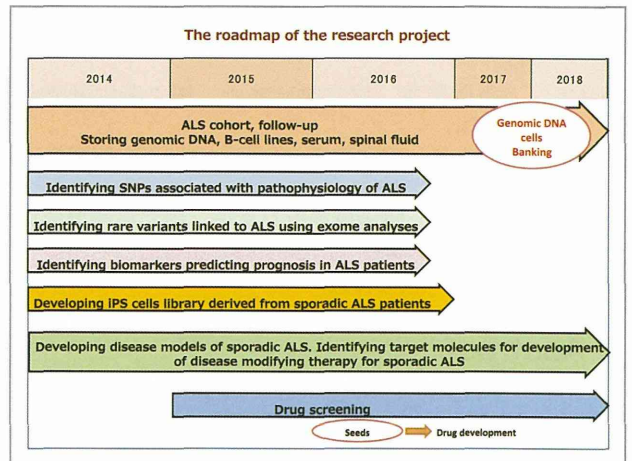 The roadmap of the research project
2014 2015 2016 2017 2018
ALS cohort, follow-up
Storing genomic DNA, B-cell lines, serum, spinal fluid
Genomic DNA
cells
Banking
Identifying SNPs associated with pathophysiology of ALS
Identifying rare variants linked to ALS using exome analyses
Identifying biomarkers predicting prognosis in ALS patients
Developing iPS cells library derived from sporadic ALS patients
Developing disease models of sporadic ALS. Identifying target molecules for development
of disease modifying therapy for sporadic ALS
Drug screening
Seeds Drug development